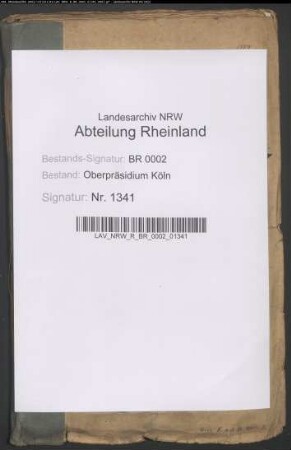 Landesarchiv NRW
Abteilung Rheinland
Bestands-Signatur: BR 0002
Bestand: Oberpräsidium Köln
Signatur: Nr. 1341
LAV_NRW_R_BR_0002_01341